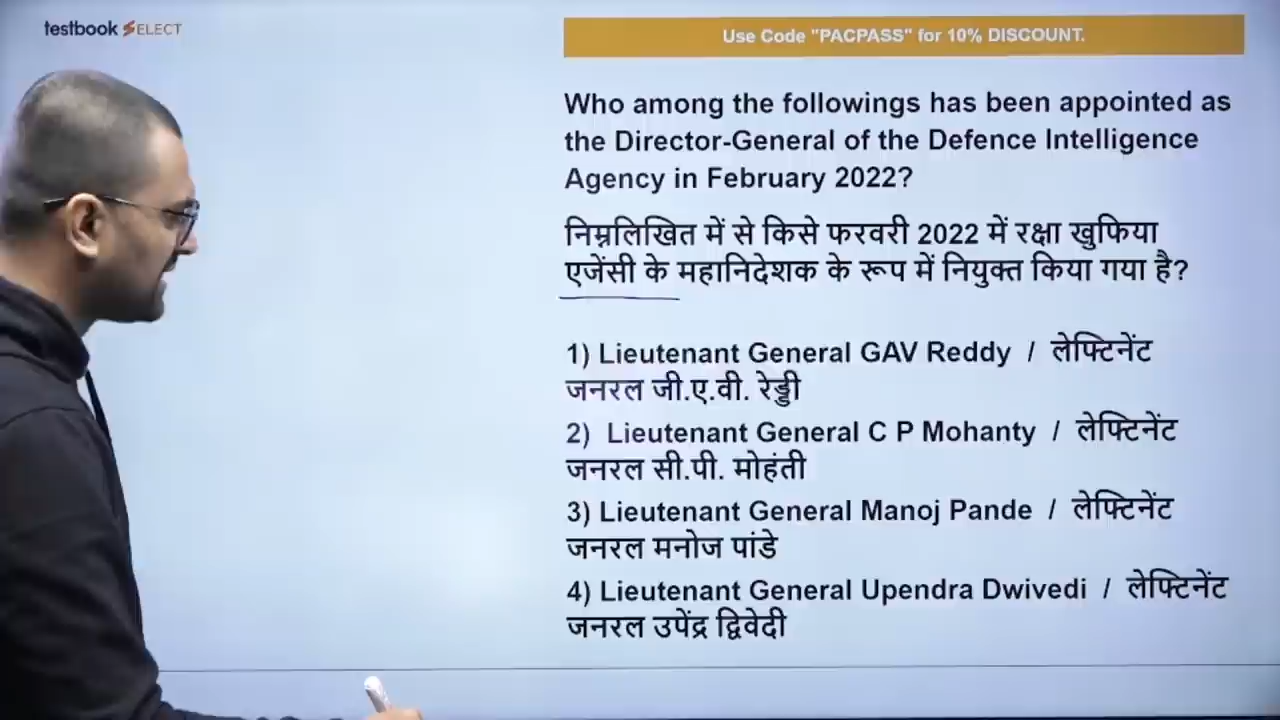 testbook SELECT
Use Code "PACPASS" for 10% DISCOUNT.
Who among the followings has been appointed as
the Director-General of the Defence Intelligence
Agency in February 2022?
निम्नलिखित में से किसे फरवरी 2022 में रक्षा खुफिया
एजेंसी के महानिदेशक के रूप में नियुक्त किया गया है?
1) Lieutenant General GAV Reddy / लेफ्टिनेंट
जनरल जी.ए.वी. रेड्डी
2) Lieutenant General C P Mohanty / लेफ्टिनेंट
जनरल सी.पी. मोहंती
3) Lieutenant General Manoj Pande / लेफ्टिनेंट
जनरल मनोज पांडे
4) Lieutenant General Upendra Dwivedi / लेफ्टिनेंट
जनरल उपेंद्र द्विवेदी